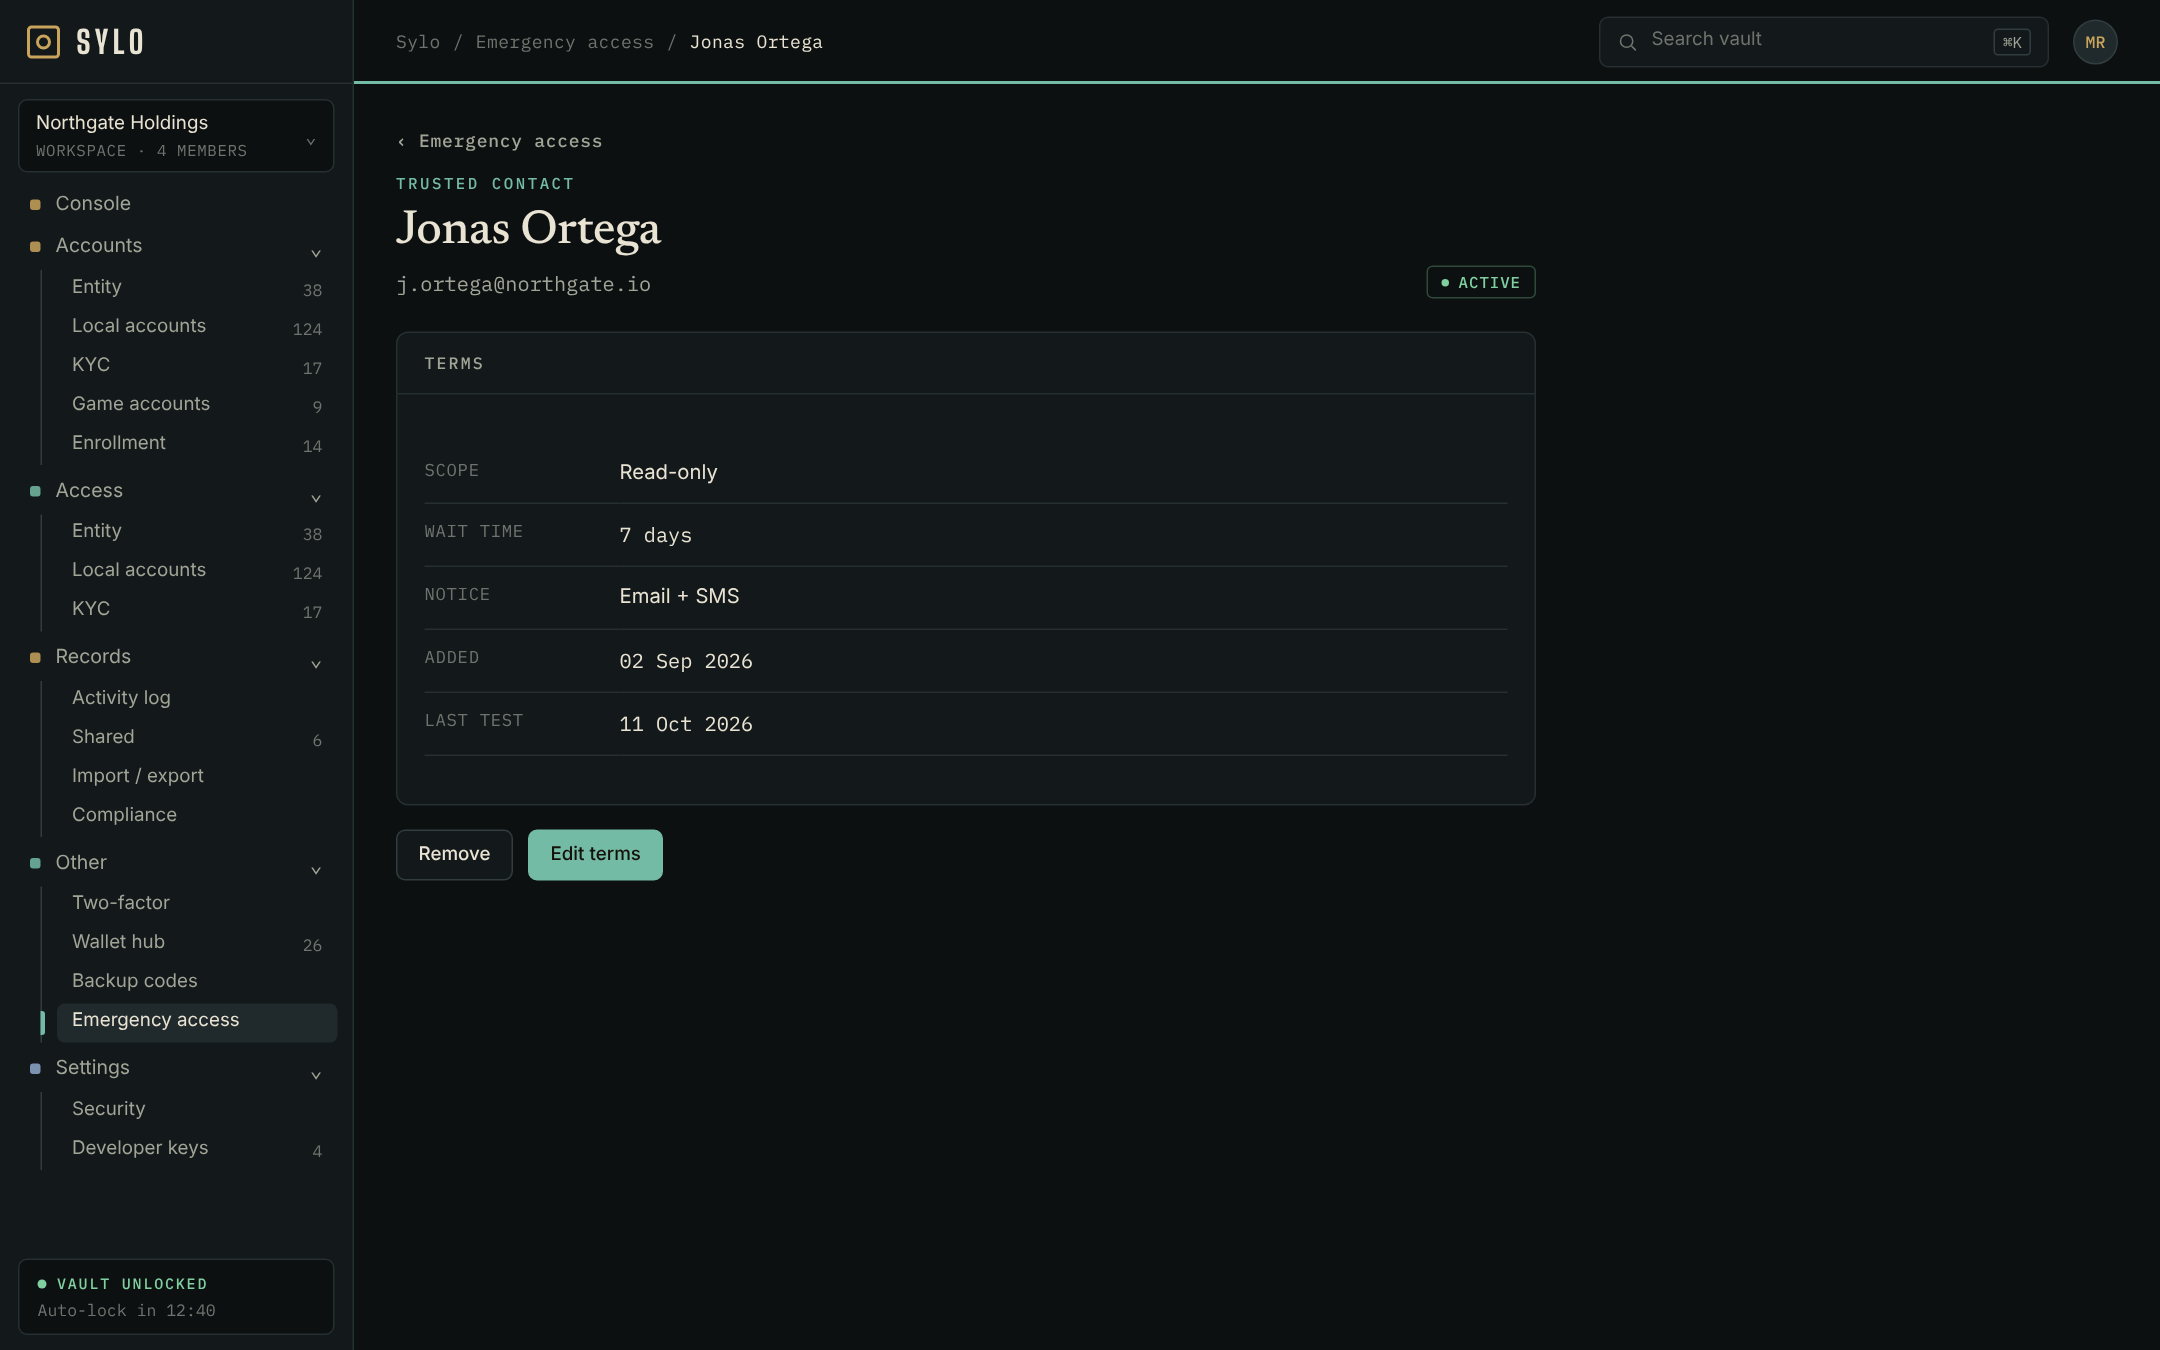 SYLO
Sylo / Emergency access / Jonas Ortega
Search vault
⌘K
MR
Northgate Holdings
WORKSPACE · 4 MEMBERS
Console
Accounts
Entity 38
Local accounts 124
KYC 17
Game accounts 9
Enrollment 14
Access
Entity 38
Local accounts 124
KYC 17
Records
Activity log
Shared 6
Import / export
Compliance
Other
Two-factor
Wallet hub 26
Backup codes
Emergency access
Settings
Security
Developer keys 4
VAULT UNLOCKED
Auto-lock in 12:40
‹ Emergency access
TRUSTED CONTACT
Jonas Ortega
j.ortega@northgate.io
ACTIVE
TERMS
SCOPE Read-only
WAIT TIME 7 days
NOTICE Email + SMS
ADDED 02 Sep 2026
LAST TEST 11 Oct 2026
Remove
Edit terms